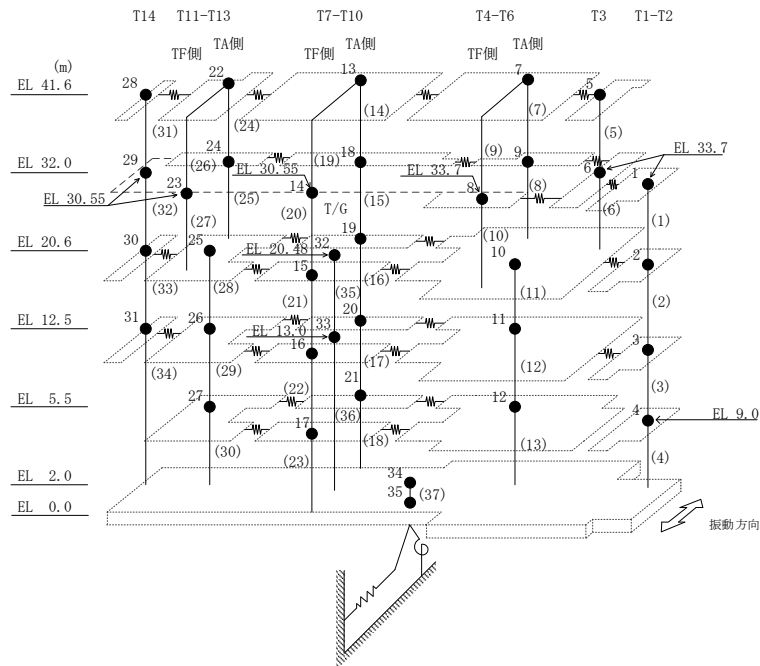 T14 T11-T13 T7-T10 T4-T6 T3 T1-T2
TF側 TA側 TF側 TA側 TF側 TA側
(m)
22 13 7
EL 41.6 28 5
(31) (24) (14) (7) (5)
24 (19) 18 (9) 9
EL 32.0 29 (26) EL 30.55 EL 33.7 6 EL 33.7
23 14 8 (8) 1
EL 30.55 (32) (25) (20) T/G (15) (6) (1)
(27) 19 (10)
EL 20.6 30 25 32 10 2
EL 20.48 15
(33) (28) (35) (16) (11) (2)
(21) 20
EL 12.5 31 26 33 11 3
EL 13.0 16
(34) (29) (17) (12) (3)
21
EL 5.5 27 (22) (36) 12 4 EL 9.0
17 (18) (13)
(30) (23) (4)
EL 2.0 34
35 (37)
EL 0.0
振動方向